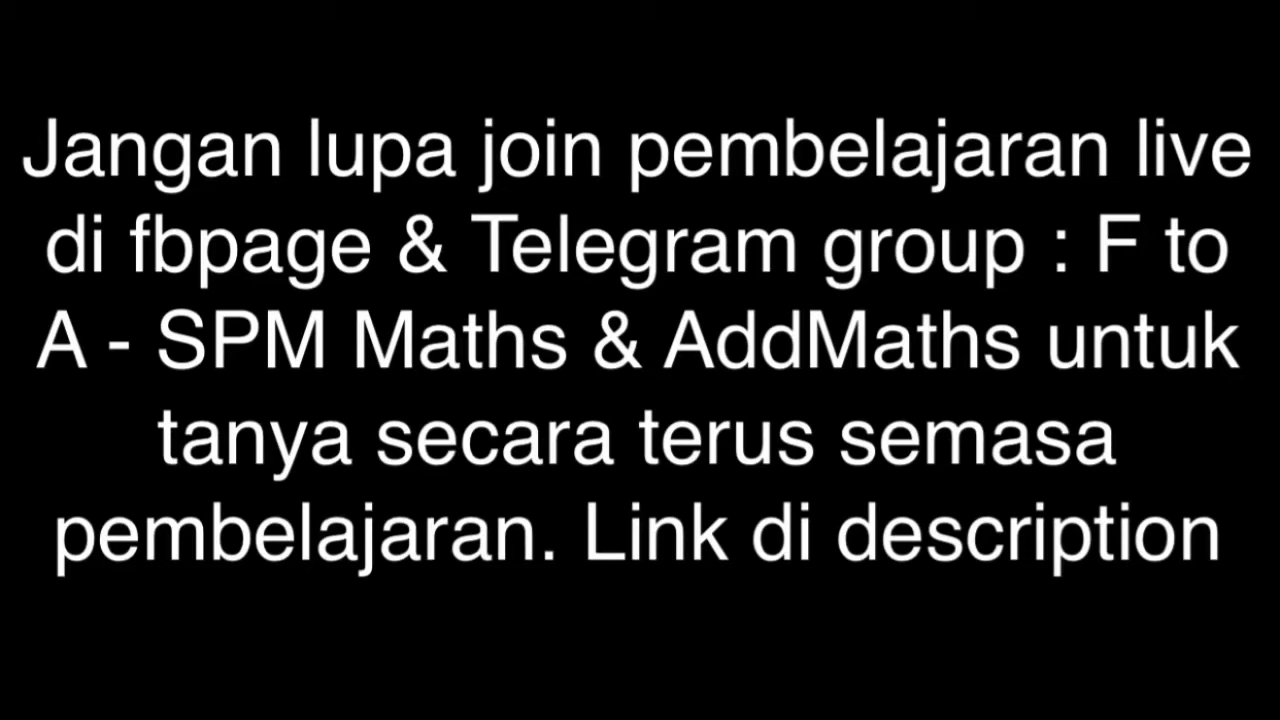 Jangan lupa join pembelajaran live
di fbpage & Telegram group : F to
A - SPM Maths & AddMaths untuk
tanya secara terus semasa
pembelajaran. Link di description